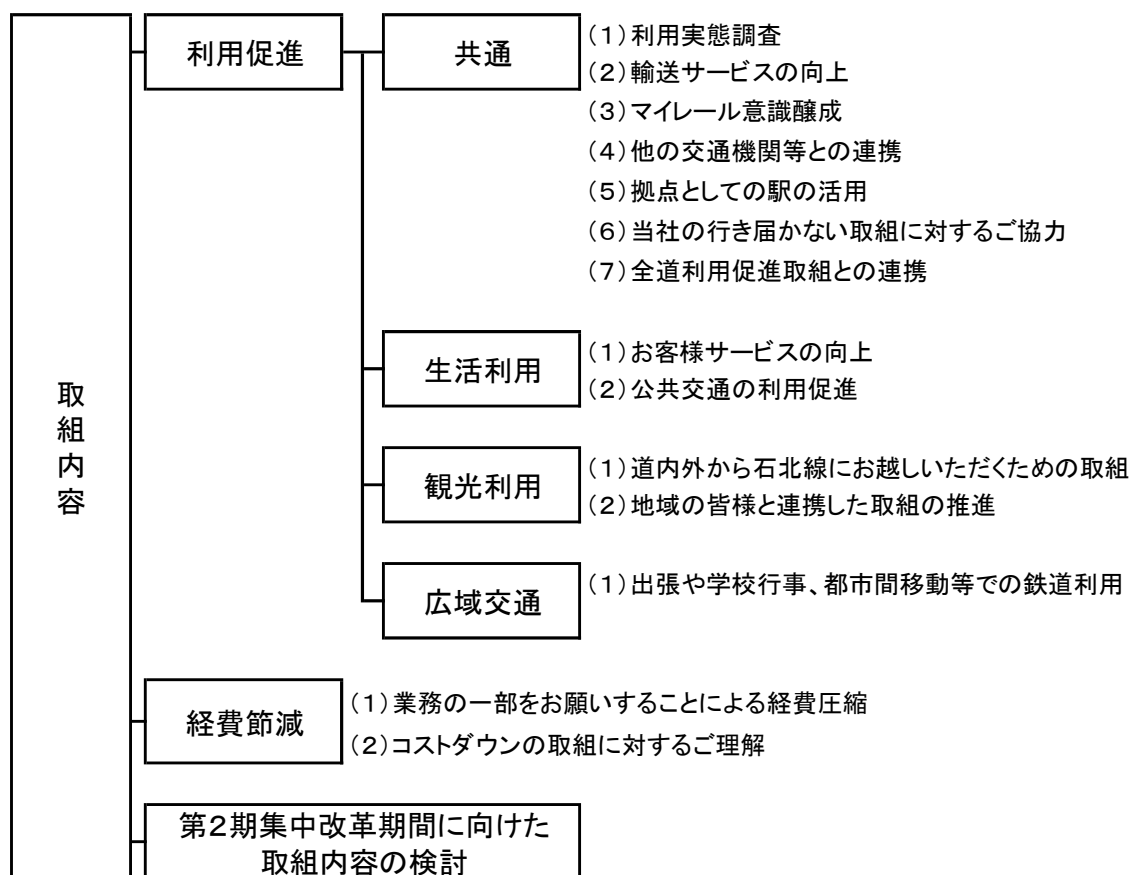 取組内容
利用促進
共通
（１）利用実態調査
（２）輸送サービスの向上
（３）マイレール意識醸成
（４）他の交通機関等との連携
（５）拠点としての駅の活用
（６）当社の行き届かない取組に対するご協力
（７）全道利用促進取組との連携
生活利用
（１）お客様サービスの向上
（２）公共交通の利用促進
観光利用
（１）道内外から石北線にお越しいただくための取組
（２）地域の皆様と連携した取組の推進
広域交通
（１）出張や学校行事、都市間移動等での鉄道利用
経費節減
（１）業務の一部をお願いすることによる経費圧縮
（２）コストダウンの取組に対するご理解
第２期集中改革期間に向けた
取組内容の検討